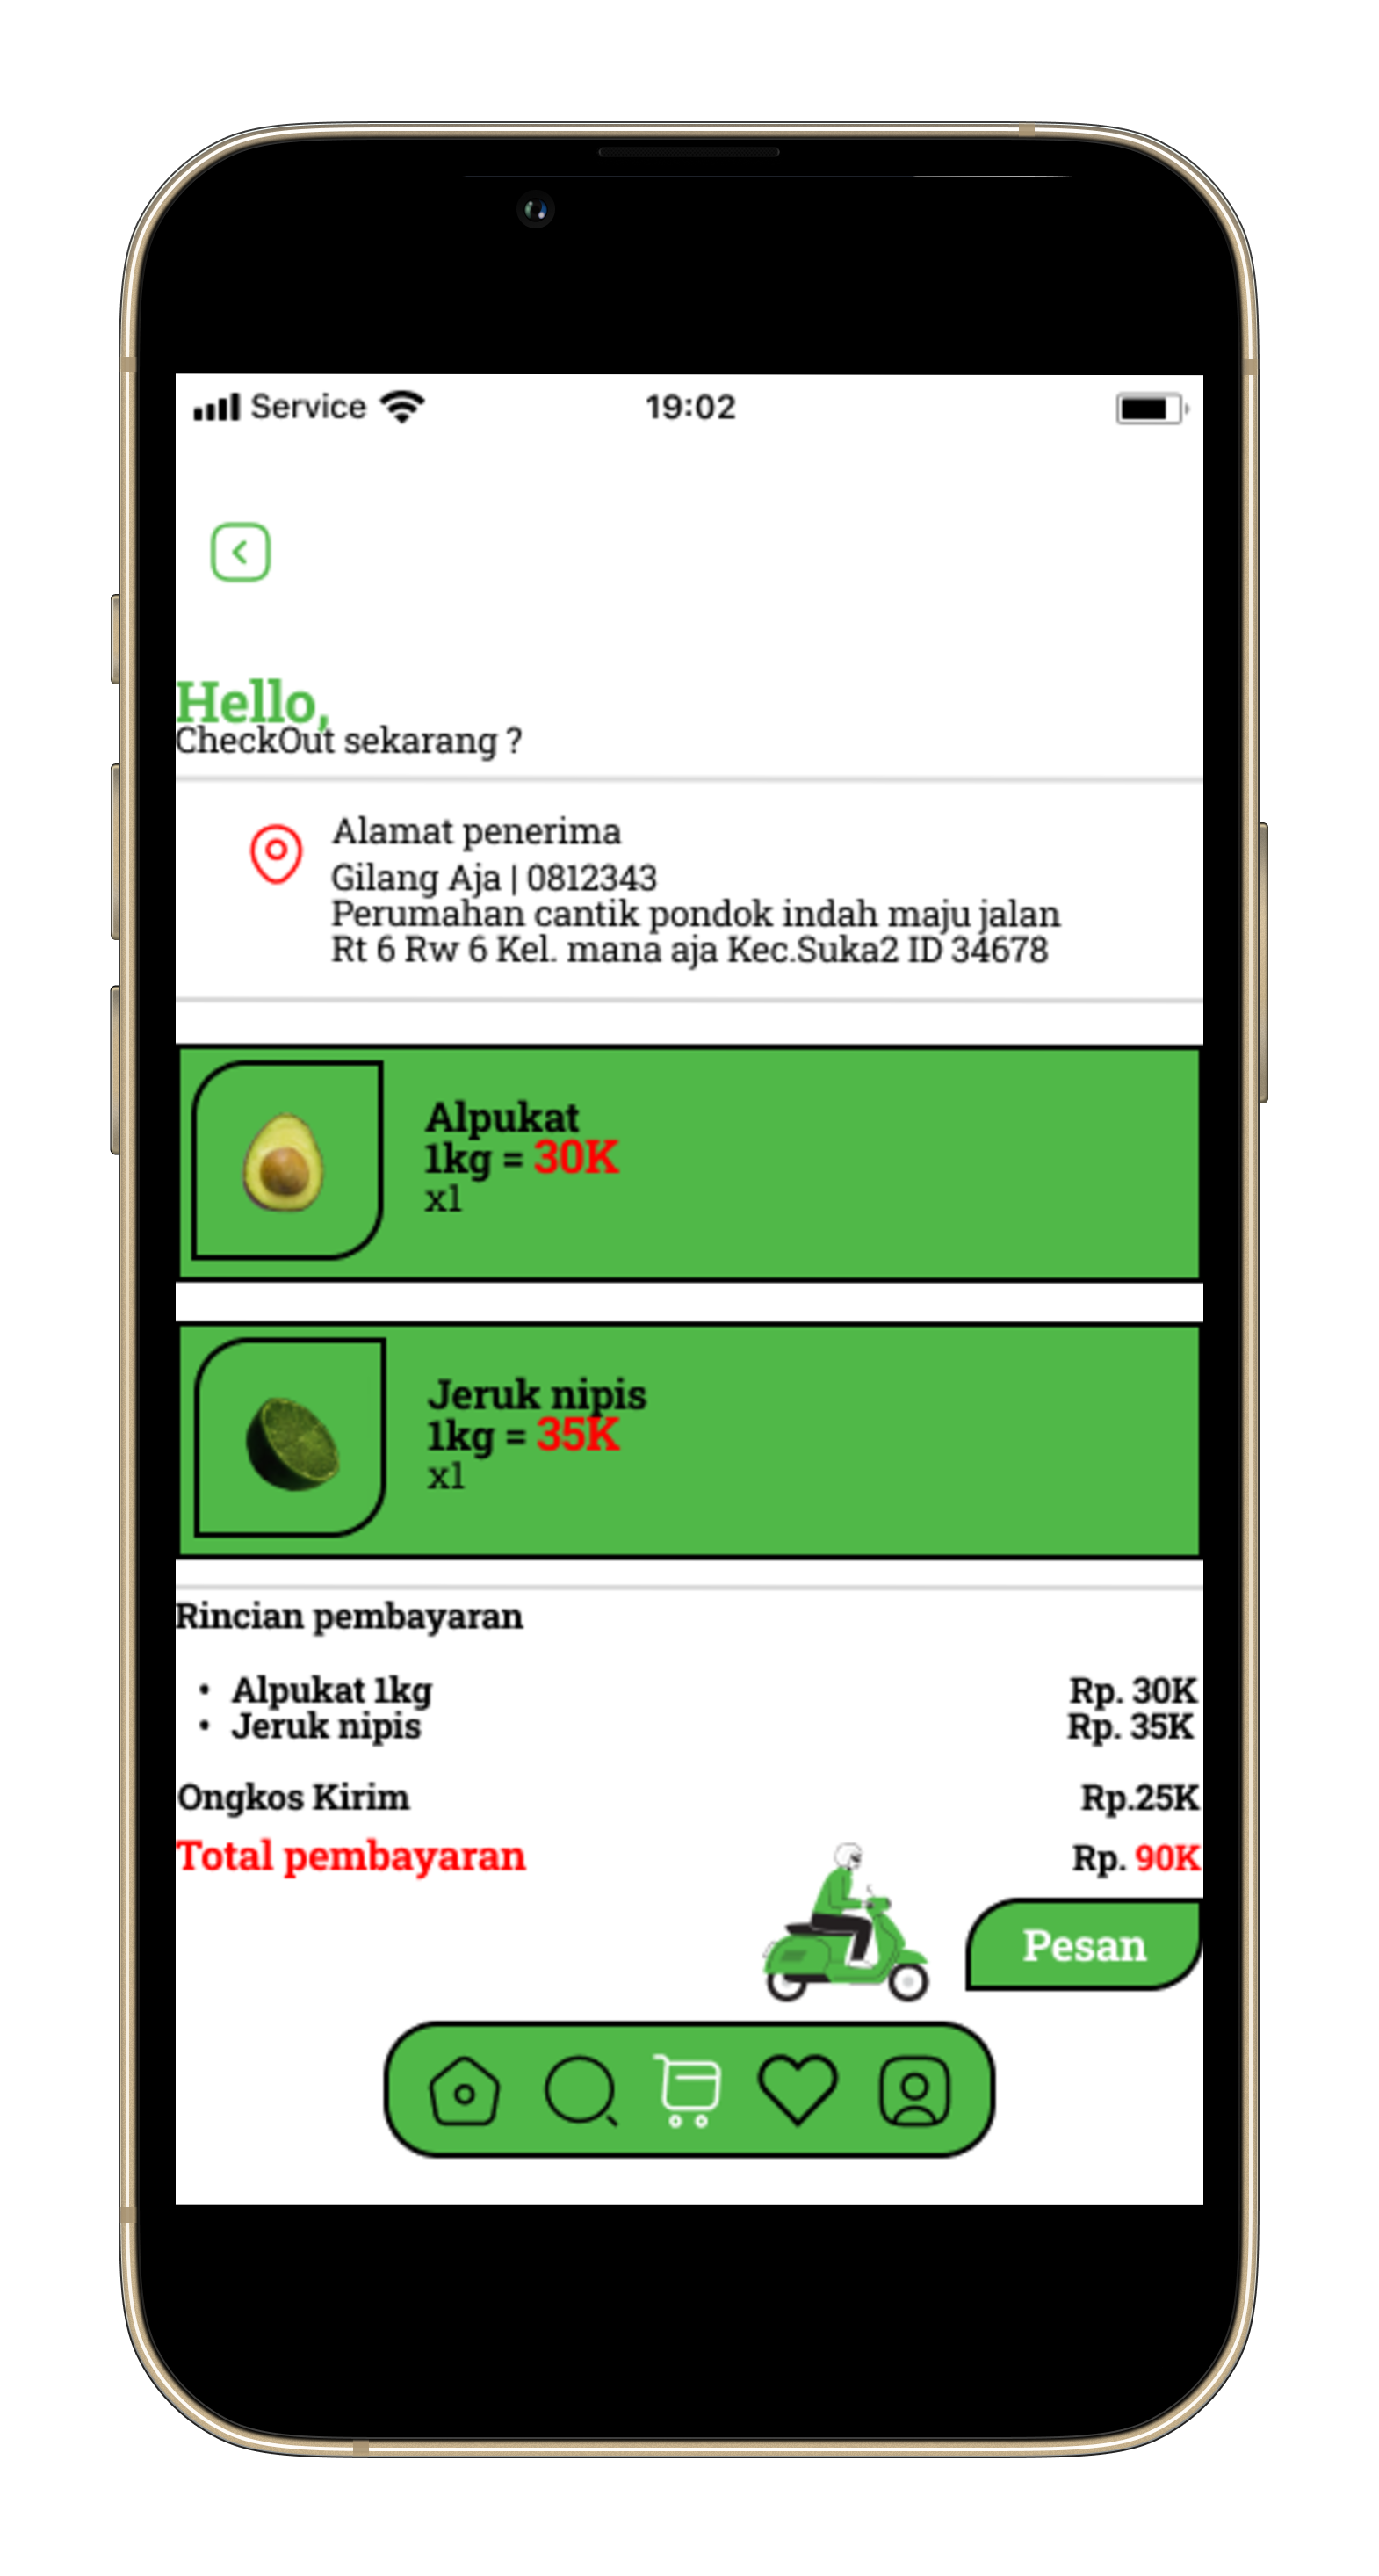 Service 19:02
Hello,
CheckOut sekarang ?
Alamat penerima
Gilang Aja | 0812343
Perumahan cantik pondok indah maju jalan
Rt 6 Rw 6 Kel. mana aja Kec.Suka2 ID 34678
Alpukat
1kg = 30K
x1
Jeruk nipis
1kg = 35K
x1
Rincian pembayaran
• Alpukat 1kg Rp. 30K
• Jeruk nipis Rp. 35K
Ongkos Kirim Rp.25K
Total pembayaran Rp. 90K
Pesan